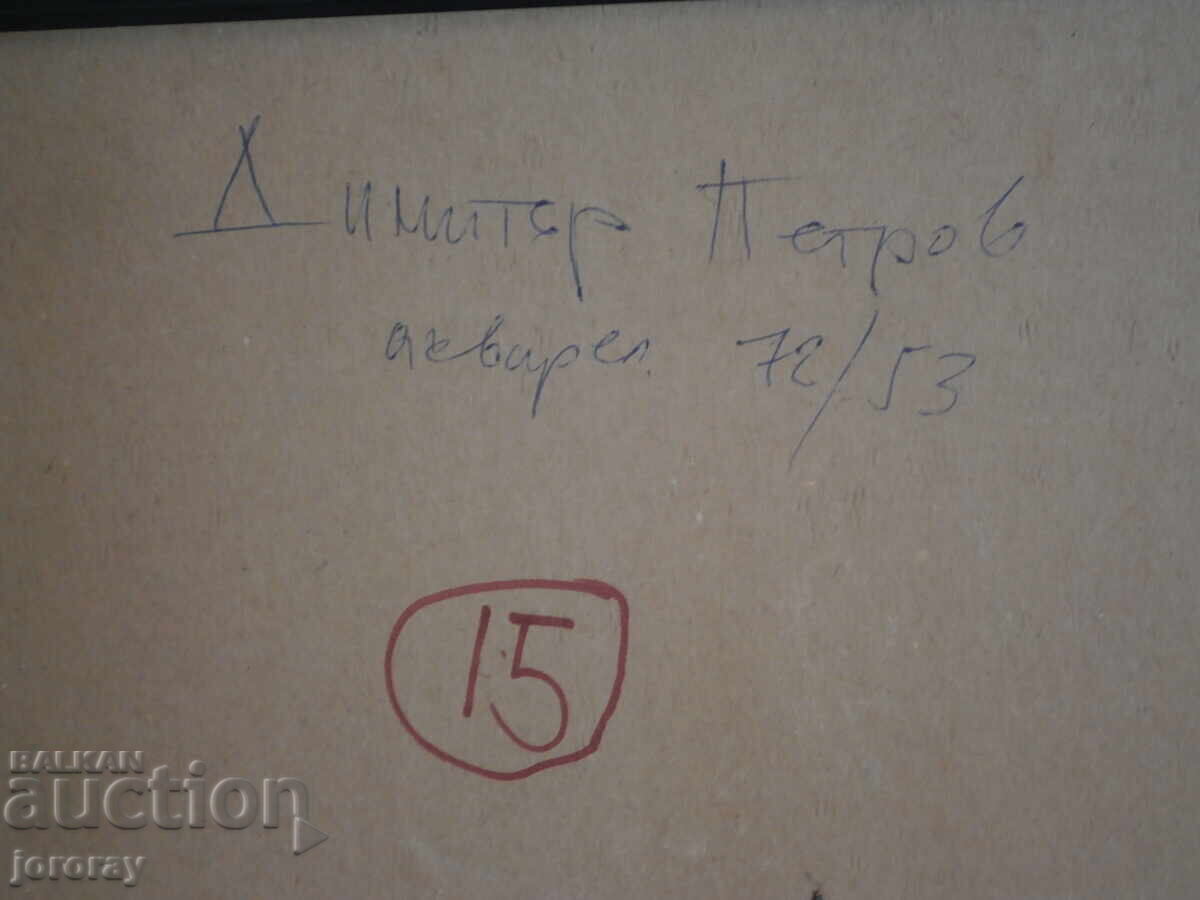 Димитър Петров
акварел 72/53
15
BALKAN
auction
jororay